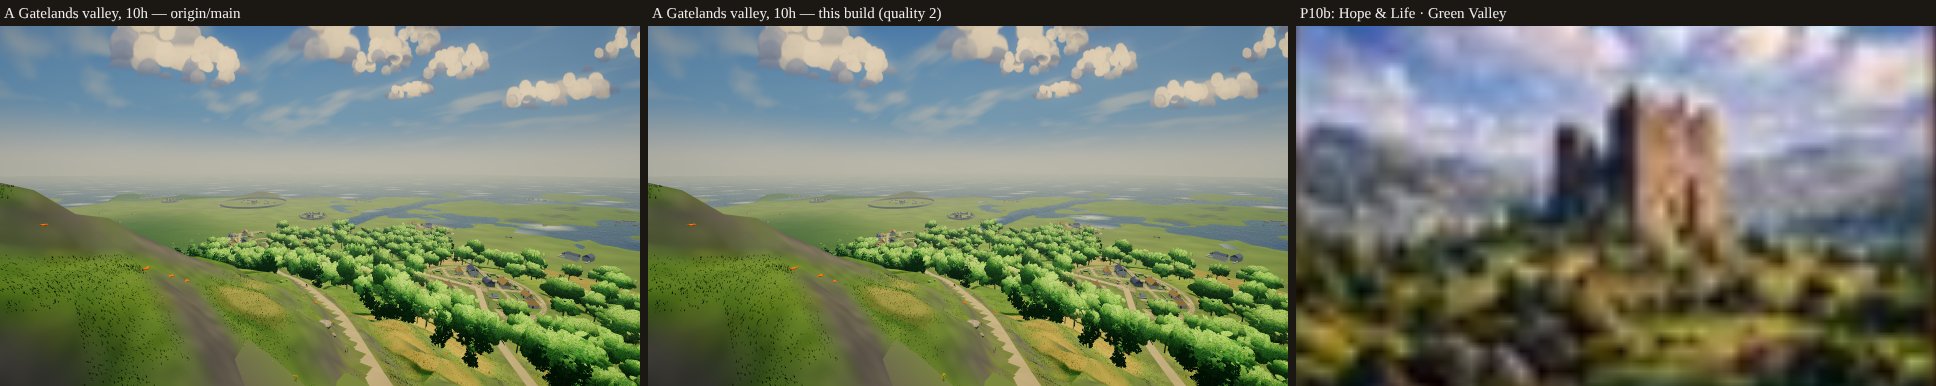 A Gatelands valley, 10h — origin/main
A Gatelands valley, 10h — this build (quality 2)
P10b: Hope & Life · Green Valley